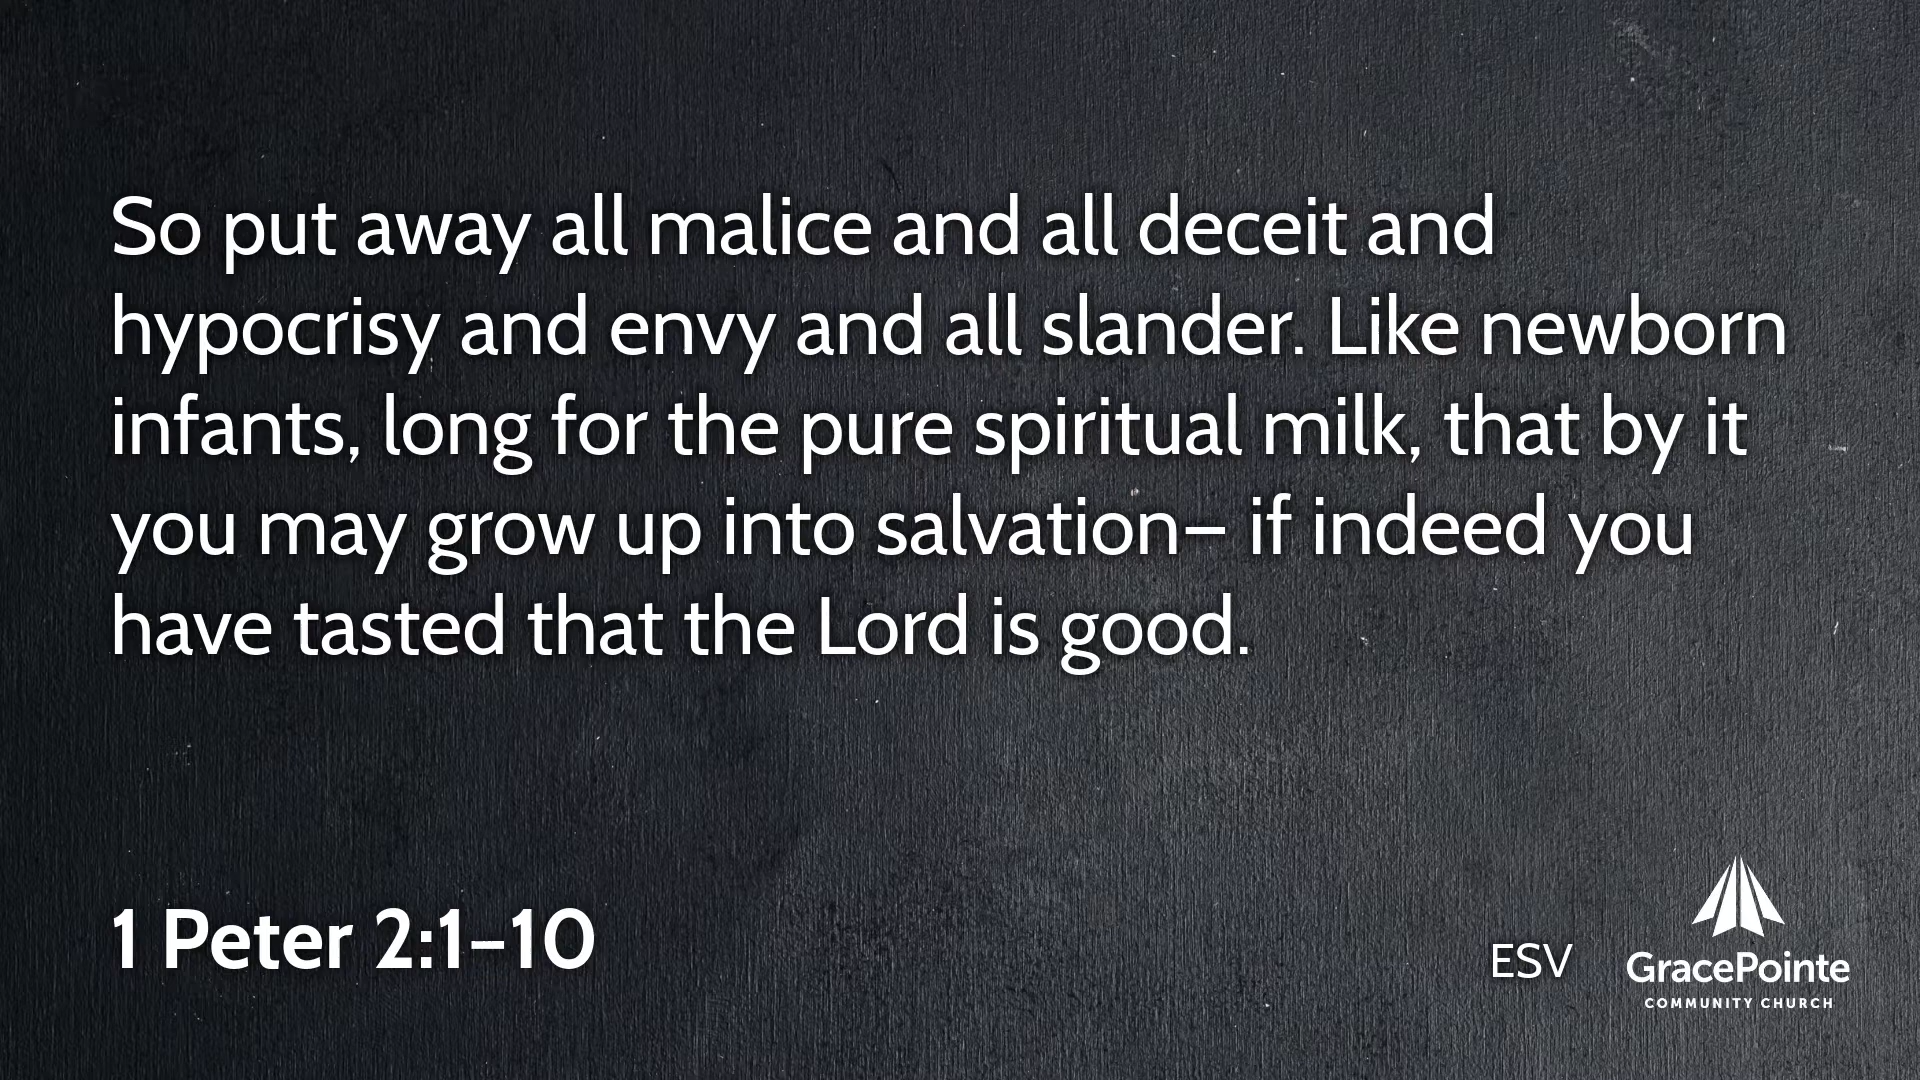 So put away all malice and all deceit and
hypocrisy and envy and all slander. Like newborn
infants, long for the pure spiritual milk, that by it
you may grow up into salvation– if indeed you
have tasted that the Lord is good.
1 Peter 2:1–10
ESV
GracePointe
COMMUNITY CHURCH